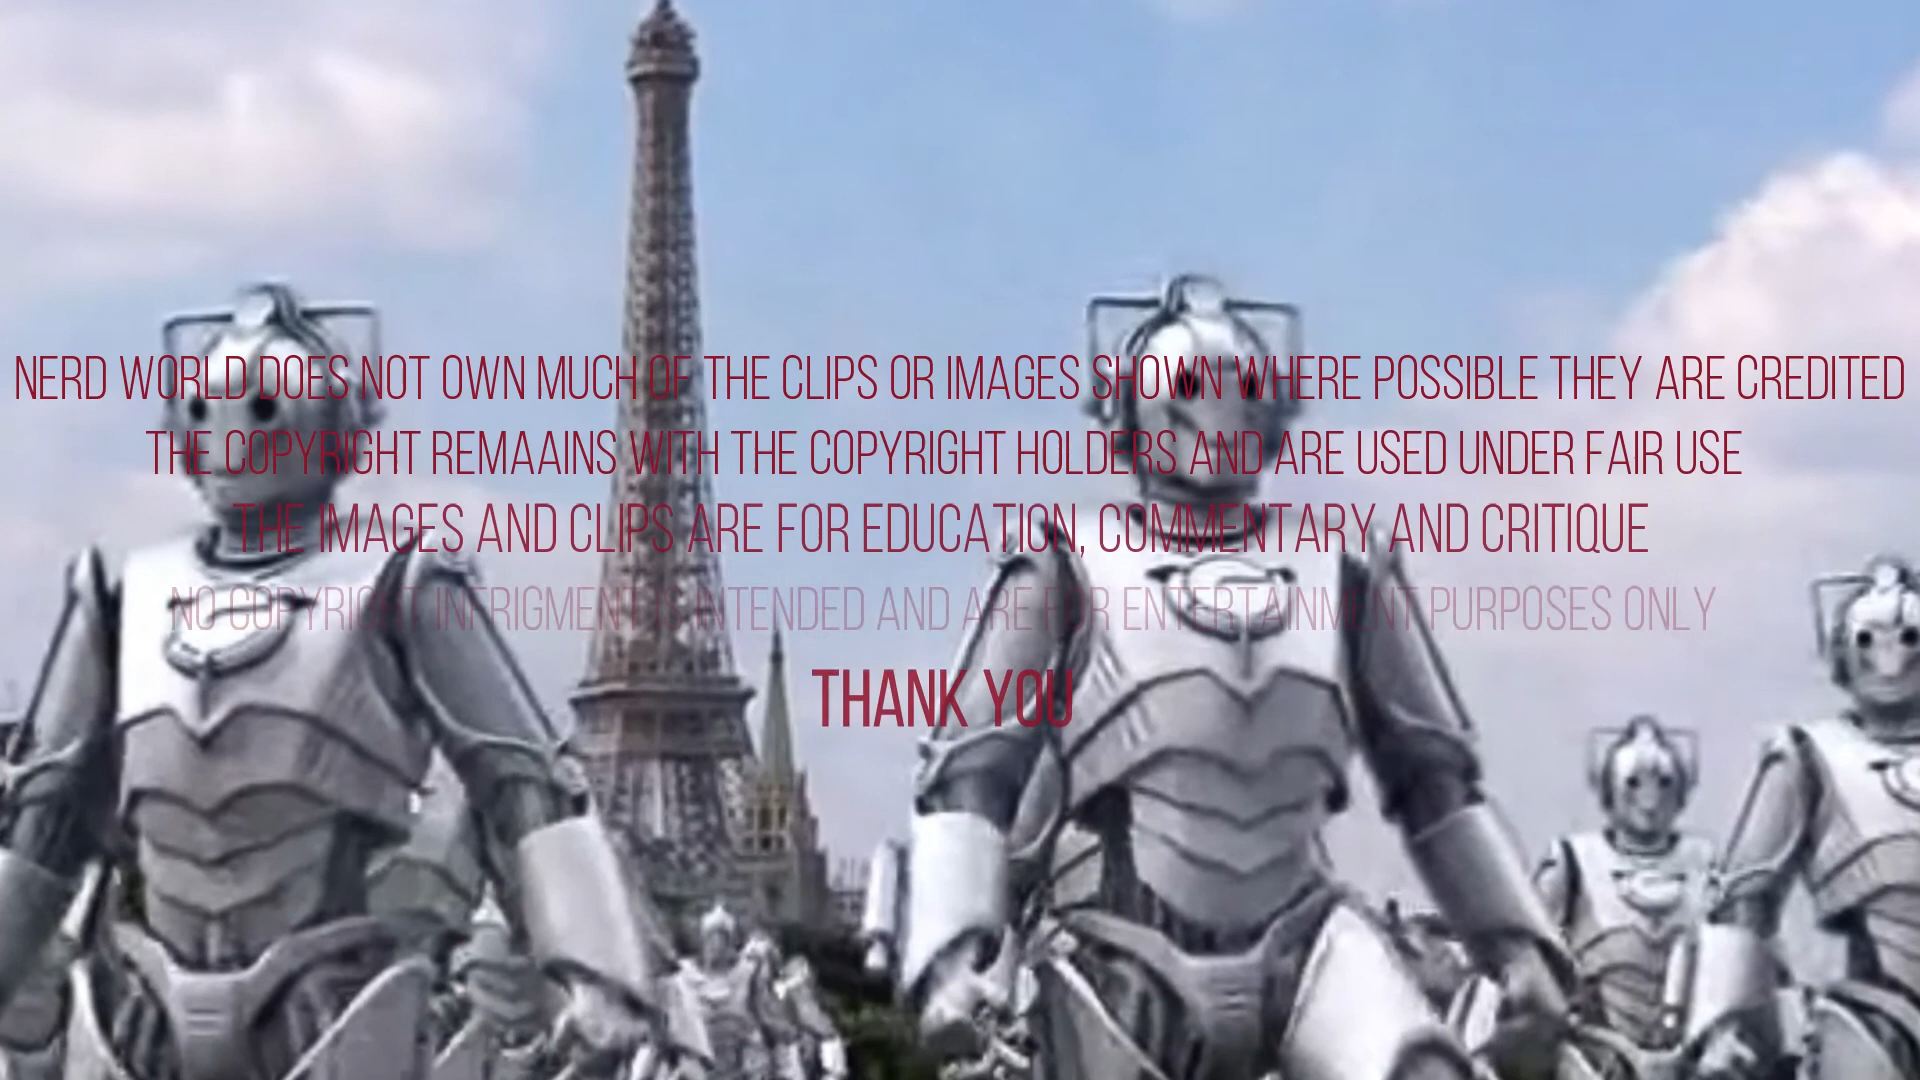 NERD WORLD DOES NOT OWN MUCH OF THE CLIPS OR IMAGES SHOWN WHERE POSSIBLE THEY ARE CREDITED
THE COPYRIGHT REMAAINS WITH THE COPYRIGHT HOLDERS AND ARE USED UNDER FAIR USE
THE IMAGES AND CLIPS ARE FOR EDUCATION, COMMENTARY AND CRITIQUE
NO COPYRIGHT INFRIGMENT IS INTENDED AND ARE FOR ENTERTAINMENT PURPOSES ONLY
THANK YOU